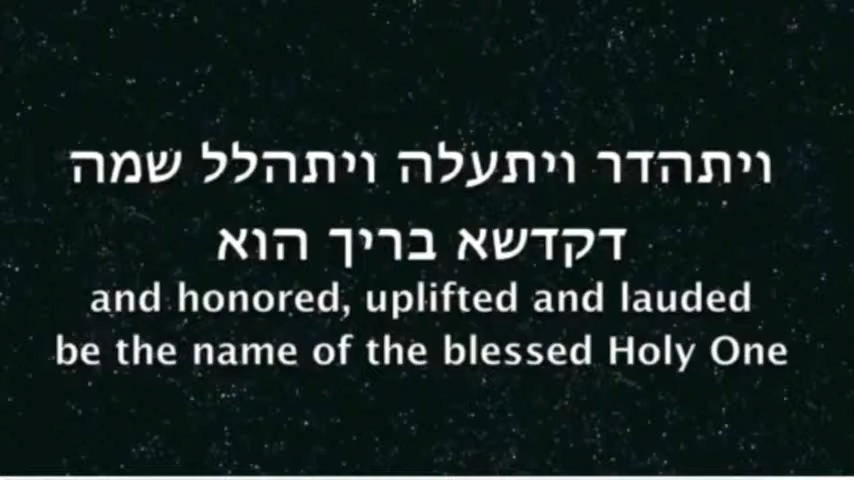 ויתהדר ויתעלה ויתהלל שמה
דקדשא בריך הוא
and honored, uplifted and lauded
be the name of the blessed Holy One